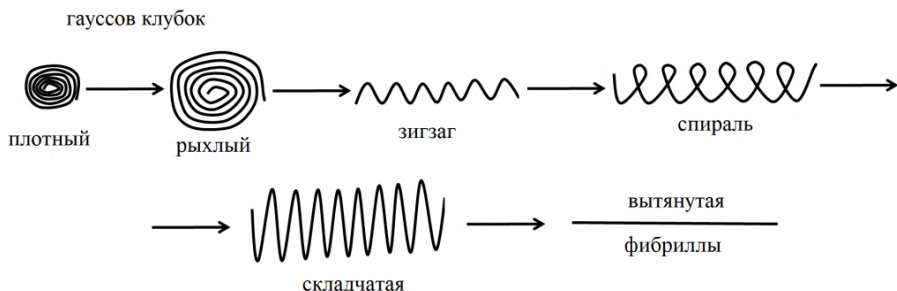 гауссов клубок
плотный
рыхлый
зигзаг
спираль
складчатая
вытянутая
фибриллы